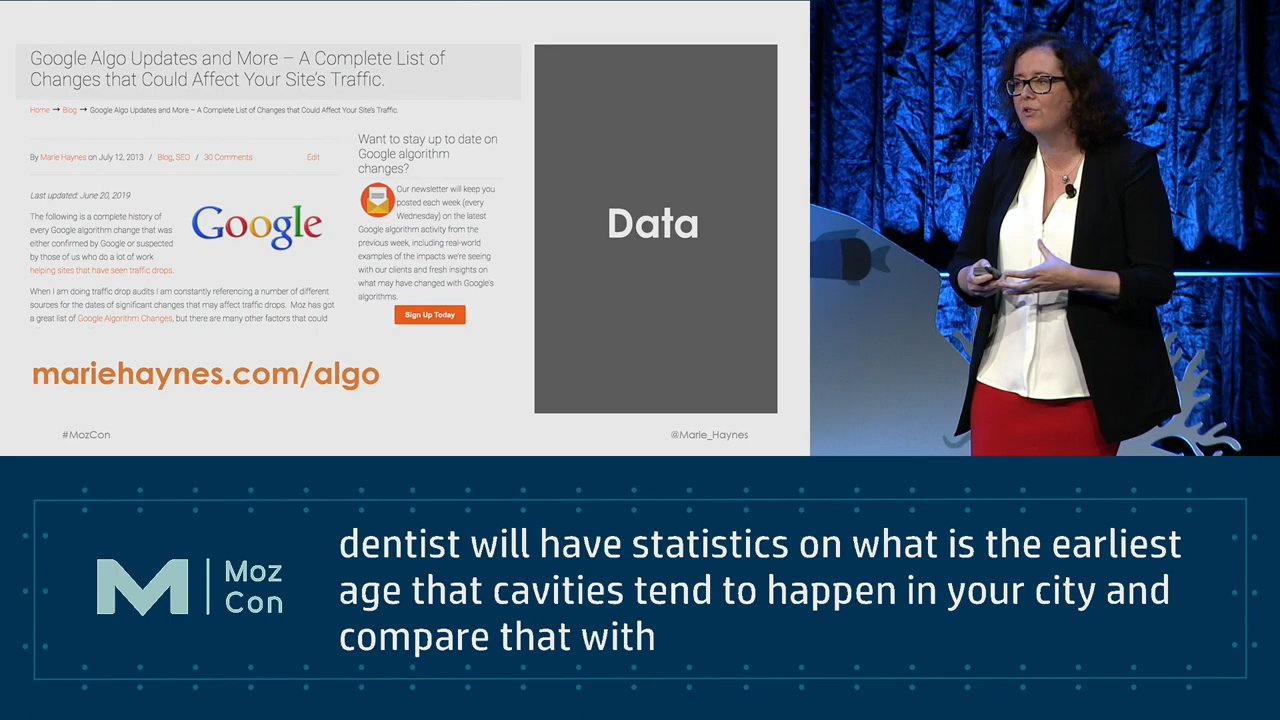 Google Algo Updates and More – A Complete List of
Changes that Could Affect Your Site's Traffic.
Home ➞ Blog ➞ Google Algo Updates and More – A Complete List of Changes that Could Affect Your Site's Traffic.
By Marie Haynes on July 12, 2013 / Blog, SEO / 30 Comments Edit
Last updated: June 20, 2019
The following is a complete history of
every Google algorithm change that was
either confirmed by Google or suspected
by those of us who do a lot of work
helping sites that have seen traffic drops.
Google
When I am doing traffic drop audits I am constantly referencing a number of different
sources for the dates of significant changes that may affect traffic drops. Moz has got
a great list of Google Algorithm Changes, but there are many other factors that could
Want to stay up to date on
Google algorithm
changes?
Our newsletter will keep you
posted each week (every
Wednesday) on the latest
Google algorithm activity from the
previous week, including real-world
examples of the impacts we're seeing
with our clients and fresh insights on
what may have changed with Google's
algorithms.
Sign Up Today
mariehaynes.com/algo
Data
#MozCon
@Marie_Haynes
M
Moz
Con
dentist will have statistics on what is the earliest
age that cavities tend to happen in your city and
compare that with